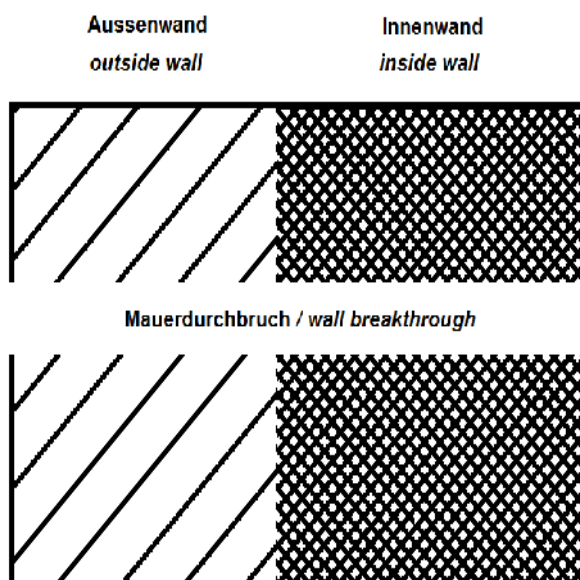 Aussenwand
outside wall
Innenwand
inside wall
Mauerdurchbruch / wall breakthrough